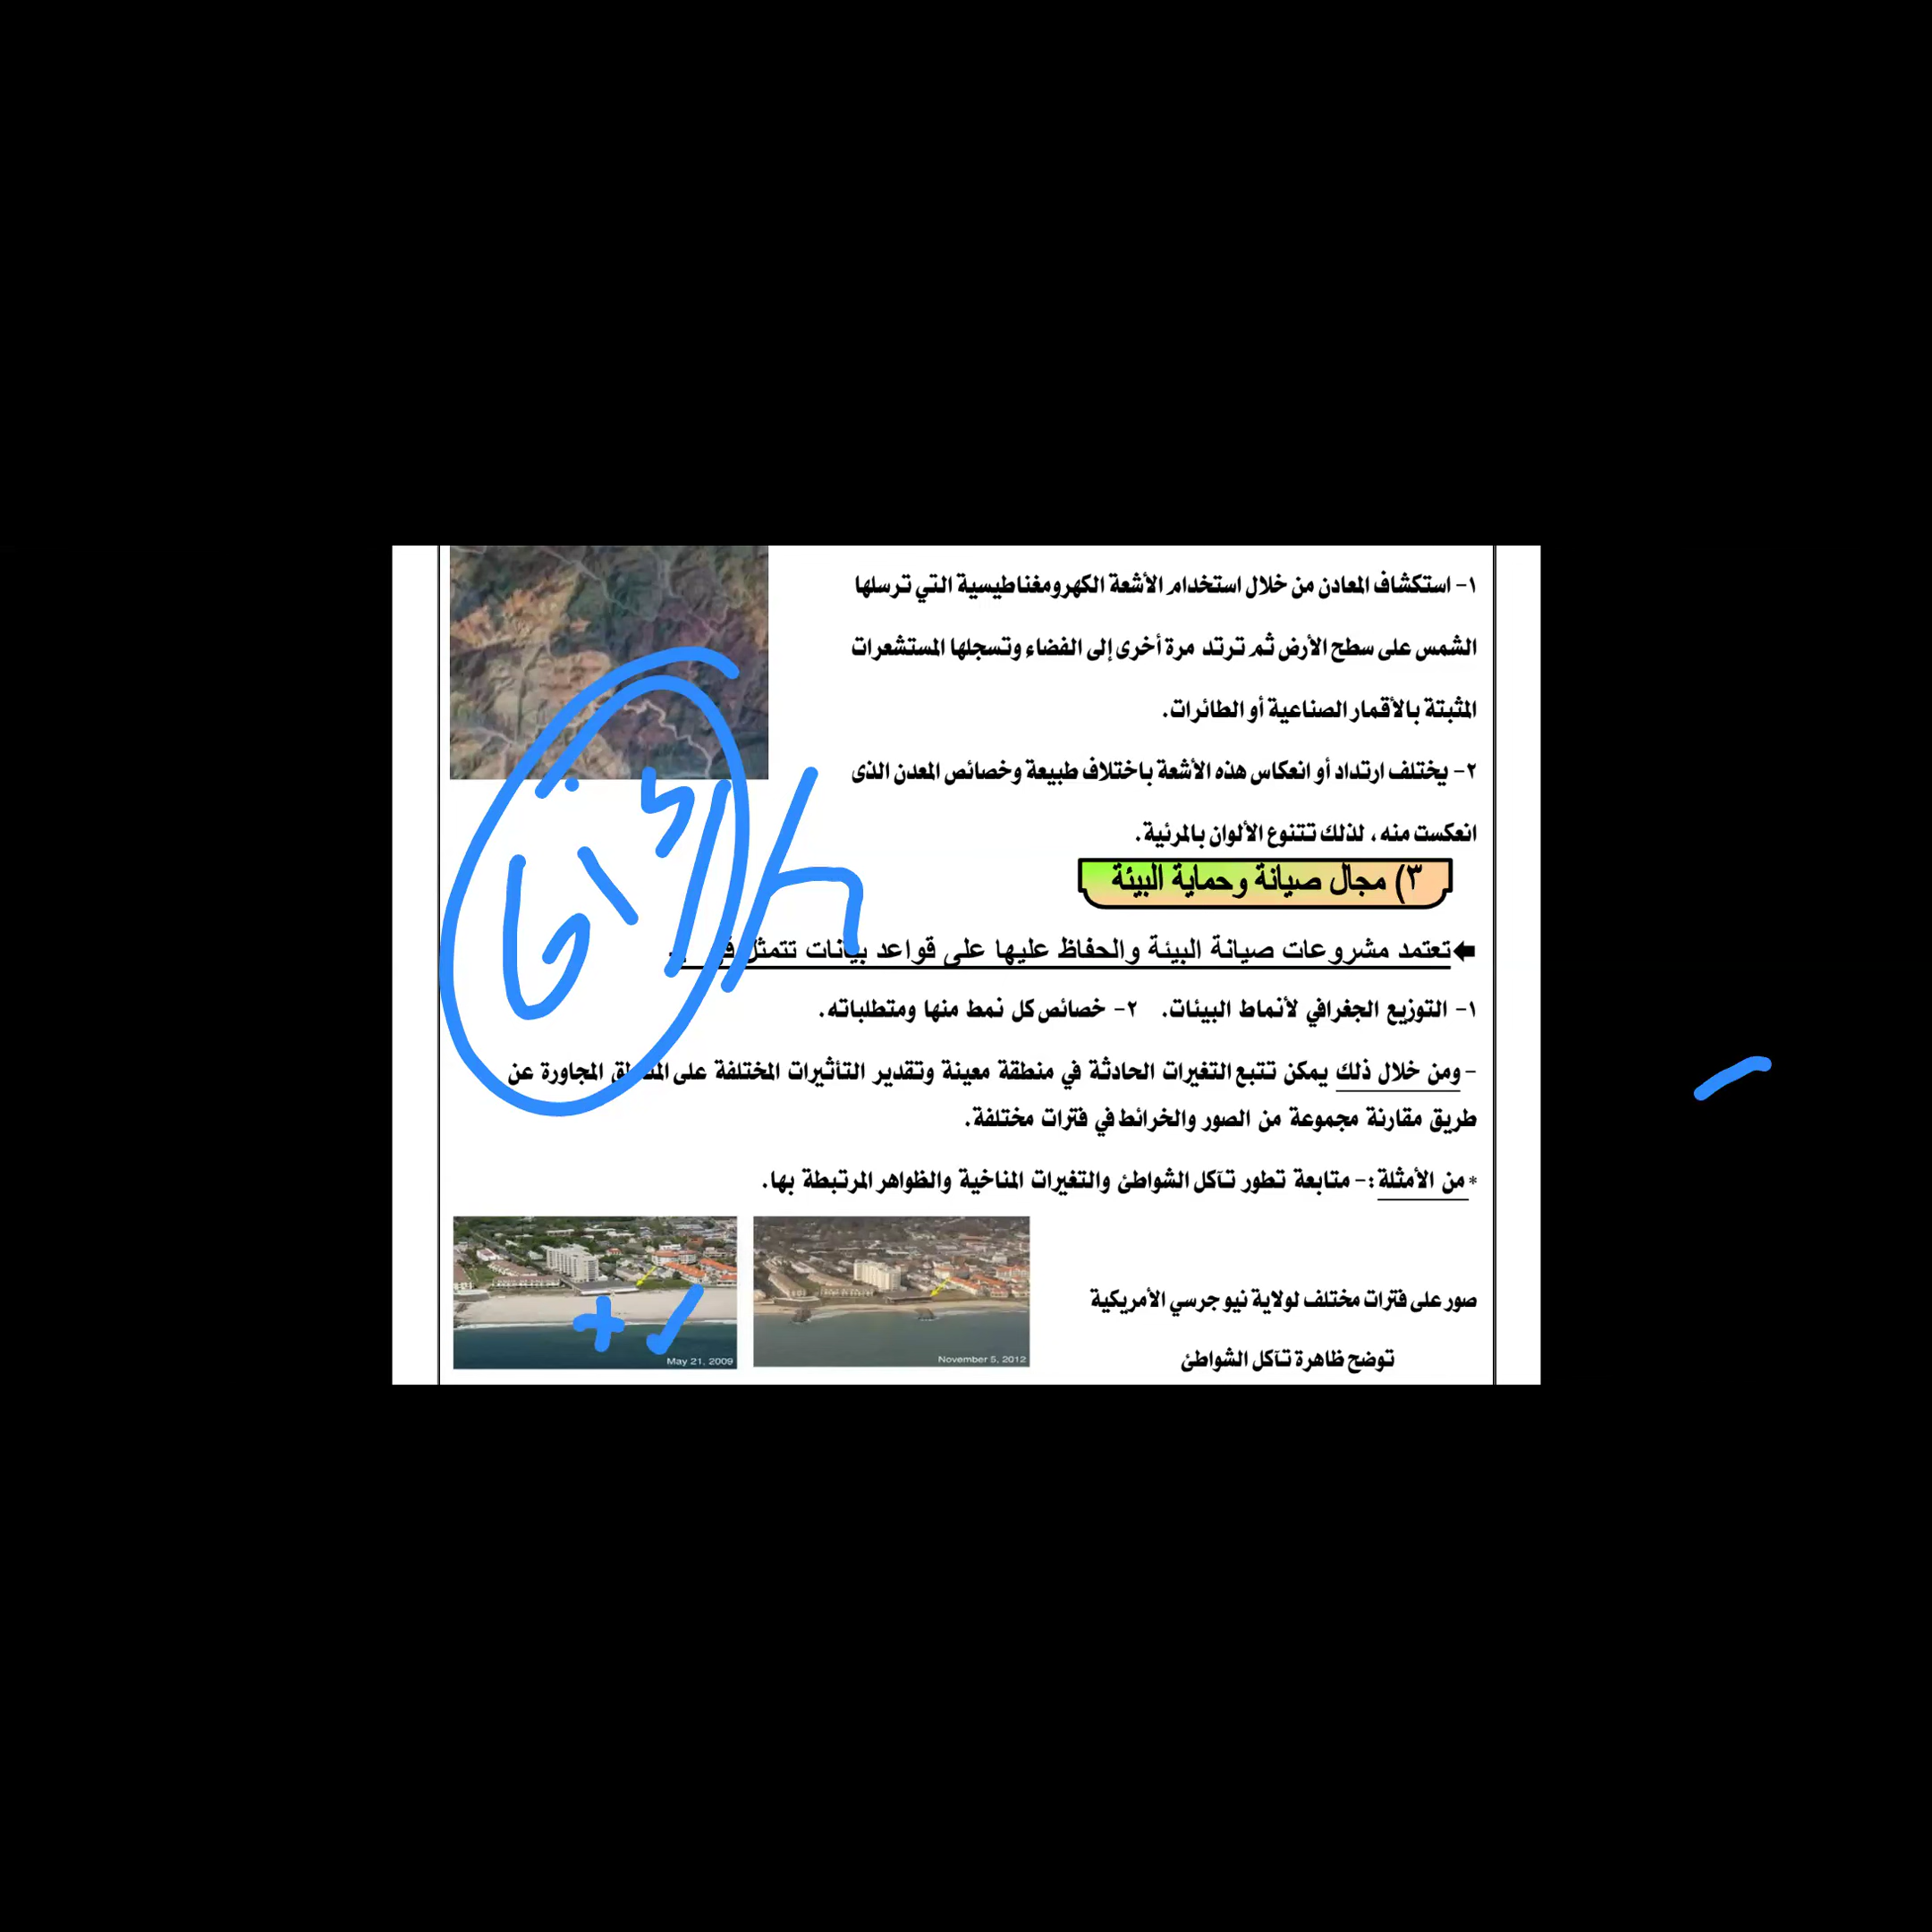 ١- استكشاف المعادن من خلال استخدام الأشعة الكهرومغناطيسية التي ترسلها
الشمس على سطح الأرض ثم ترتد مرة أخرى إلى الفضاء وتسجلها المستشعرات
المثبتة بالأقمار الصناعية أو الطائرات.
٢- يختلف ارتداد أو انعكاس هذه الأشعة باختلاف طبيعة وخصائص المعدن الذى
انعكست منه ، لذلك تتنوع الألوان بالمرئية.
٣) مجال صيانة وحماية البيئة
تعتمد مشروعات صيانة البيئة والحفاظ عليها على قواعد بيانات تتمثل
١- التوزيع الجغرافي لأنماط البيئات. ٢- خصائص كل نمط منها ومتطلباته.
- ومن خلال ذلك يمكن تتبع التغيرات الحادثة في منطقة معينة وتقدير التأثيرات المختلفة على المناطق المجاورة عن
طريق مقارنة مجموعة من الصور والخرائط في فترات مختلفة.
* من الأمثلة :- متابعة تطور تآكل الشواطئ والتغيرات المناخية والظواهر المرتبطة بها.
صور على فترات مختلف لولاية نيو جرسي الأمريكية
توضح ظاهرة تآكل الشواطئ
November 5, 2012
May 21, 2009
GIS